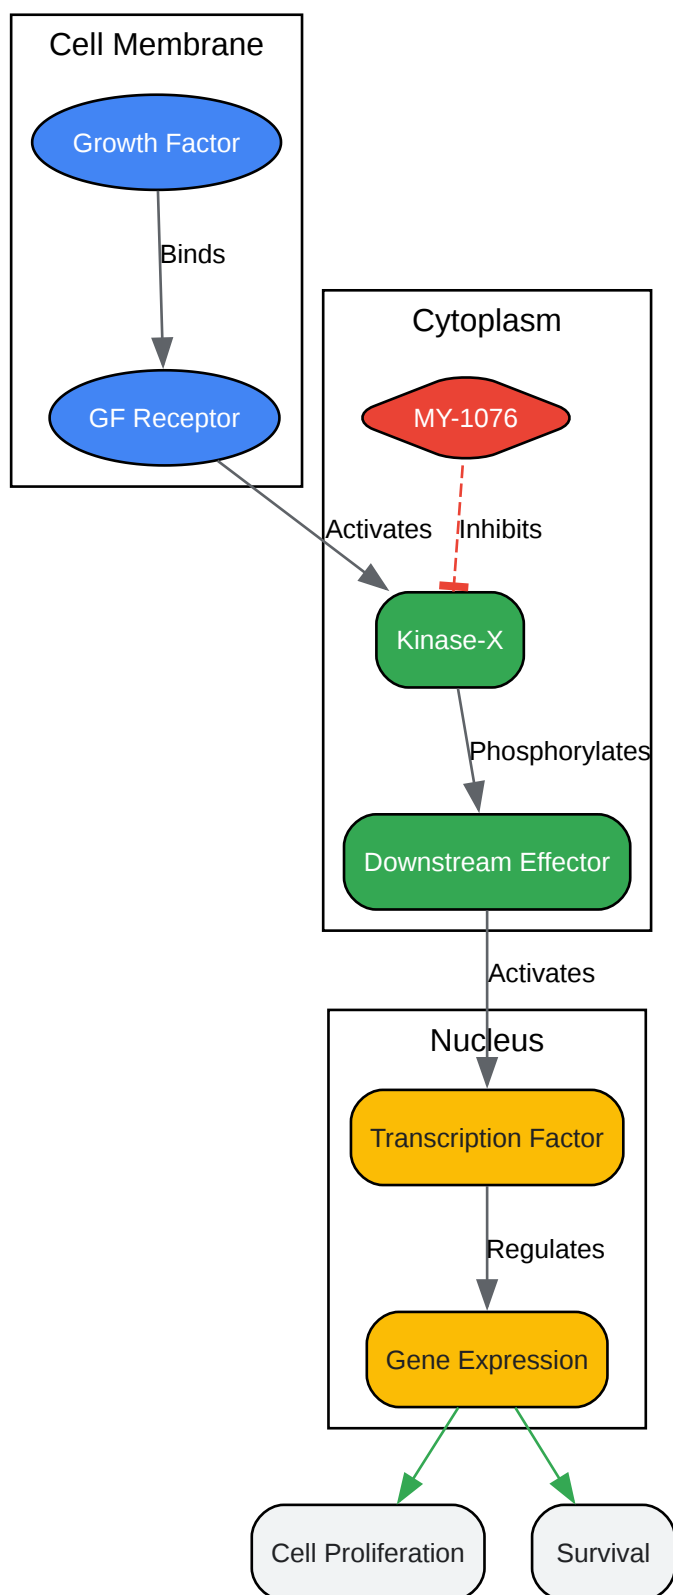 Cell Membrane
Growth Factor
Binds
GF Receptor
Cytoplasm
MY-1076
Activates
Inhibits
Kinase-X
Phosphorylates
Downstream Effector
Activates
Nucleus
Transcription Factor
Regulates
Gene Expression
Cell Proliferation
Survival